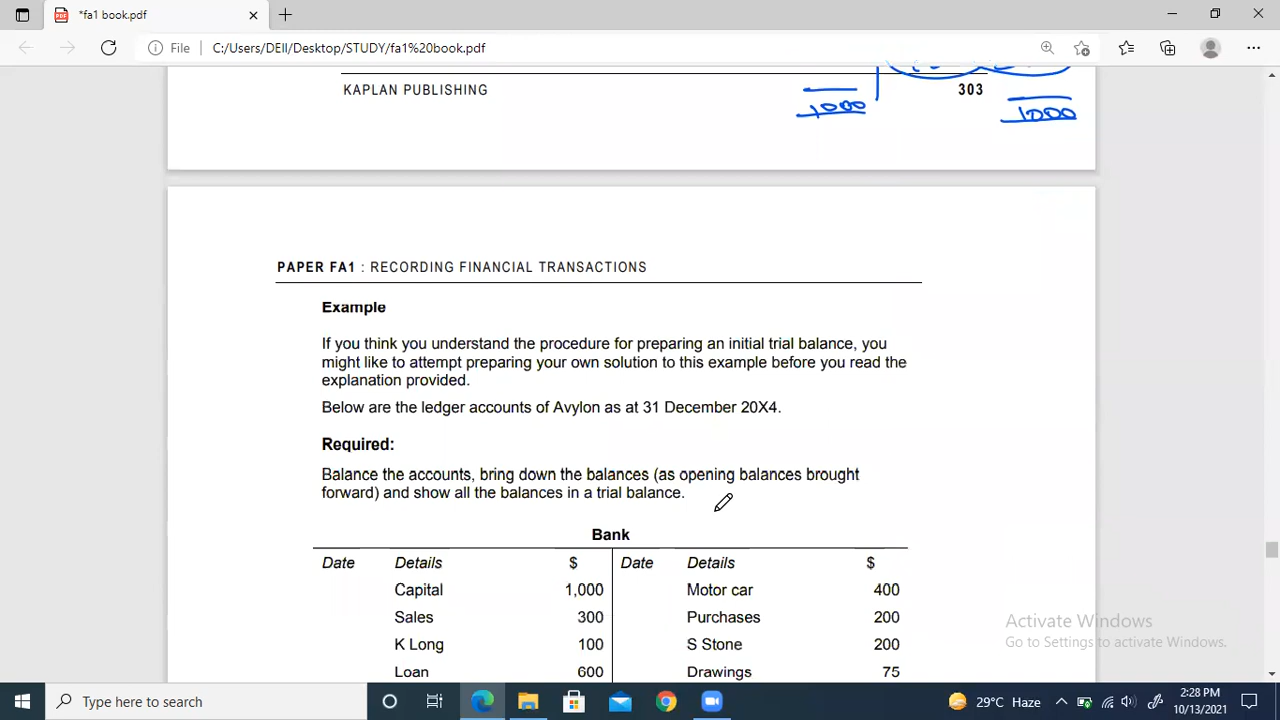 *fa1 book.pdf
File C:/Users/DEll/Desktop/STUDY/fa1%20book.pdf
KAPLAN PUBLISHING 303
1000 1000
PAPER FA1 : RECORDING FINANCIAL TRANSACTIONS
Example
If you think you understand the procedure for preparing an initial trial balance, you
might like to attempt preparing your own solution to this example before you read the
explanation provided.
Below are the ledger accounts of Avylon as at 31 December 20X4.
Required:
Balance the accounts, bring down the balances (as opening balances brought
forward) and show all the balances in a trial balance.
Bank
Date Details $ Date Details $
Capital 1,000 Motor car 400
Sales 300 Purchases 200
K Long 100 S Stone 200
Loan 600 Drawings 75
Activate Windows
Go to Settings to activate Windows.
Type here to search
29°C Haze
2:28 PM
10/13/2021